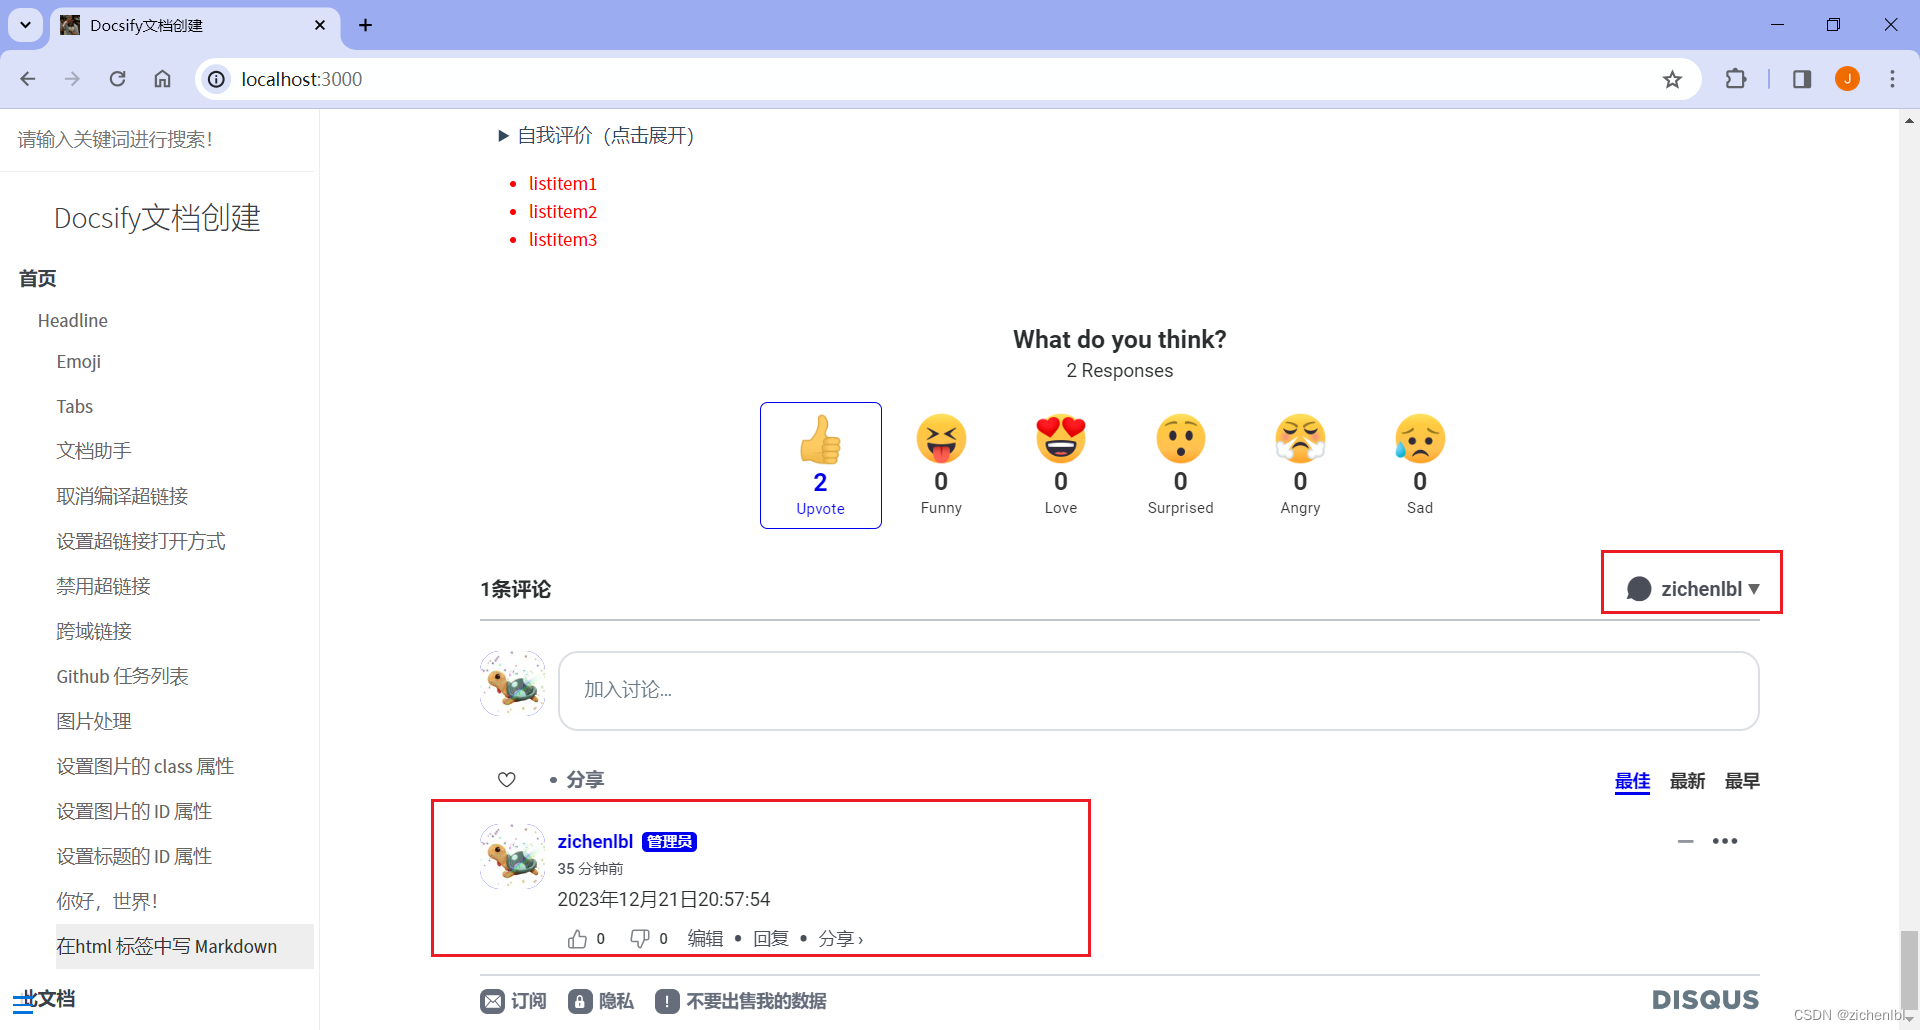 Docsify文档创建
localhost:3000
J
请输入关键词进行搜索!
Docsify文档创建
首页
Headline
Emoji
Tabs
文档助手
取消编译超链接
设置超链接打开方式
禁用超链接
跨域链接
Github 任务列表
图片处理
设置图片的 class 属性
设置图片的 ID 属性
设置标题的 ID 属性
你好，世界！
在html 标签中写 Markdown
此文档
▶ 自我评价（点击展开）
• listitem1
• listitem2
• listitem3
What do you think?
2 Responses
2
Upvote
0
Funny
0
Love
0
Surprised
0
Angry
0
Sad
1条评论
zichenlbl ▼
加入讨论...
• 分享
最佳 最新 最早
zichenlbl 管理员
35 分钟前
2023年12月21日20:57:54
0 0 编辑 • 回复 • 分享 ›
订阅 隐私 ! 不要出售我的数据
DISQUS
CSDN @zichenlbl